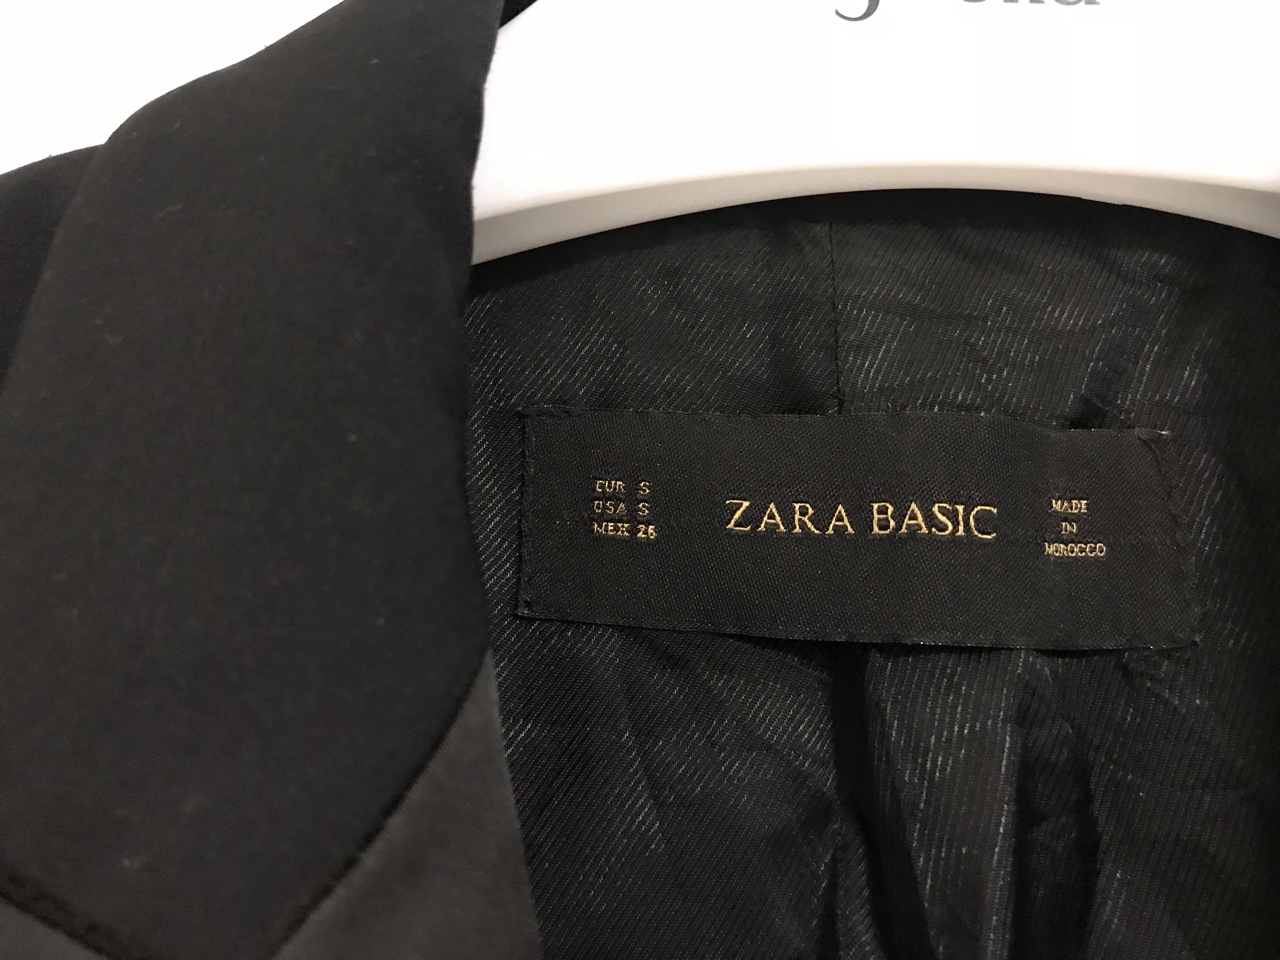 EUR S
USA S
MEX 26
ZARA BASIC
MADE
IN
MOROCCO